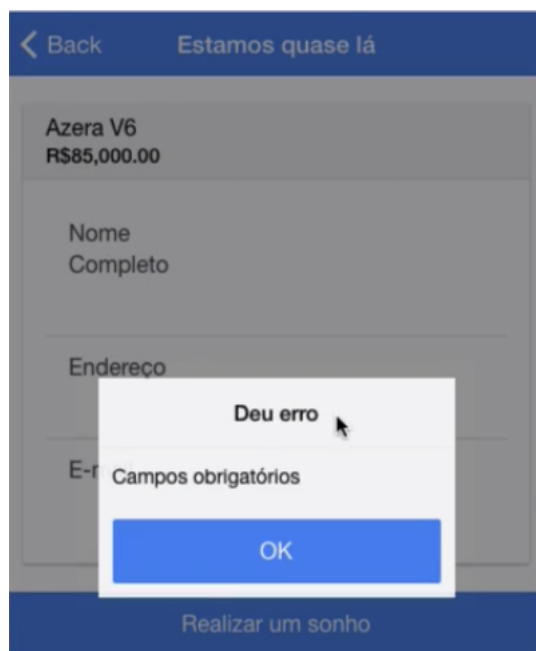 Back Estamos quase lá
Azera V6
R$85,000.00
Nome
Completo
Endereço
Deu erro
Campos obrigatórios
OK
Realizar um sonho